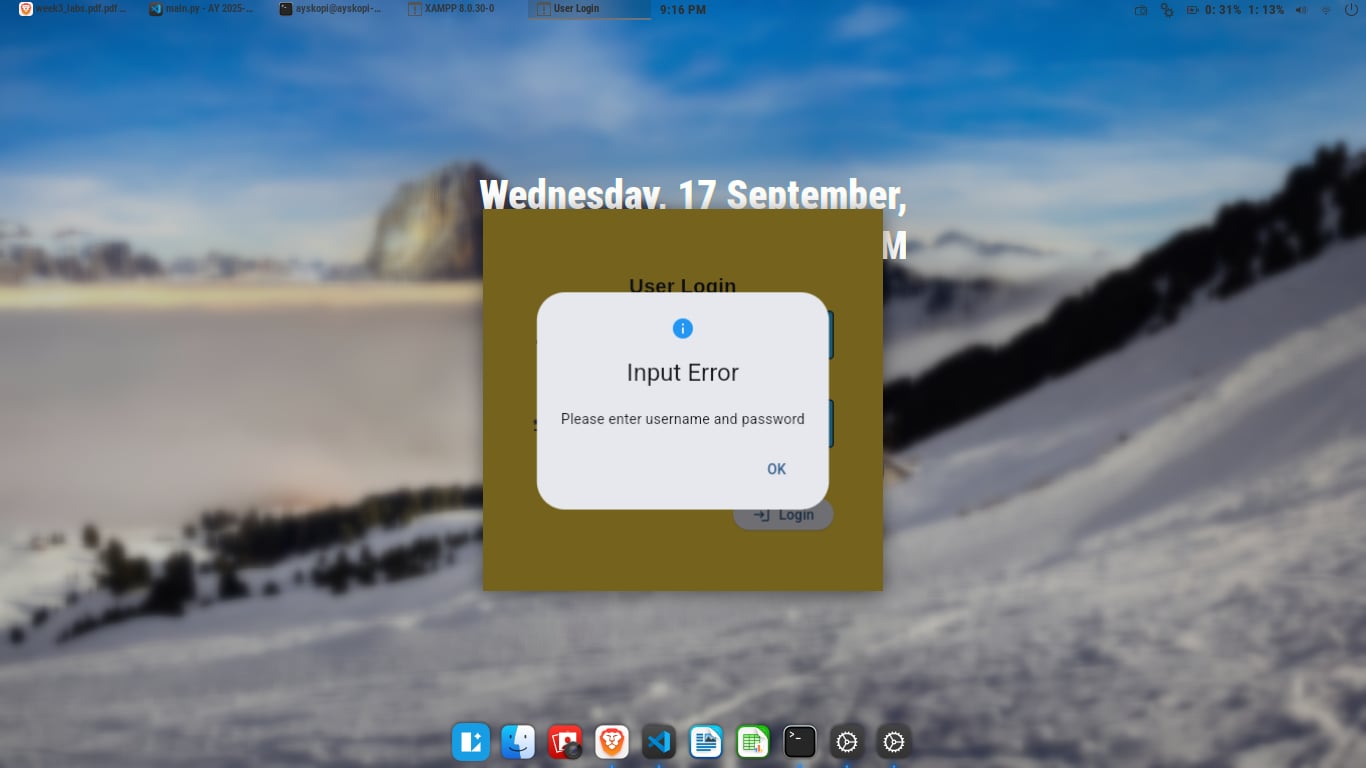 week3_labs.pdf.pdf...
main.py - AY 2025-...
ayskopi@ayskopi-...
XAMPP 8.0.30-0
User Login
9:16 PM
0: 31% 1: 13%
Wednesday, 17 September,
M
User Login
Input Error
Please enter username and password
OK
Login